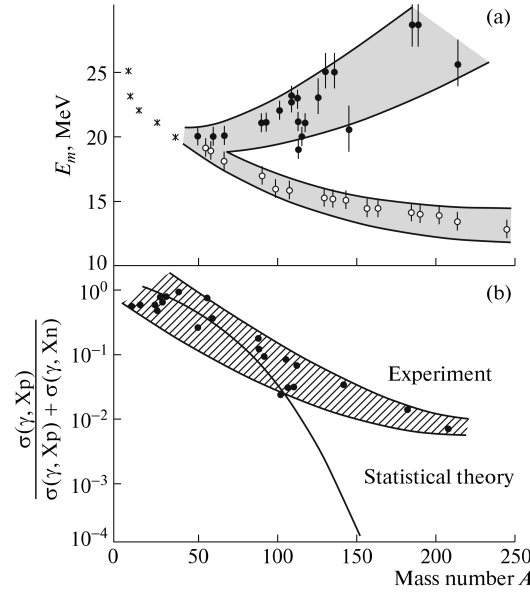 (a)
E_m, MeV
25
20
15
10
(b)
10^0
10^{-1}
10^{-2}
10^{-3}
10^{-4}
σ(γ, Xp)
σ(γ, Xp) + σ(γ, Xn)
Experiment
Statistical theory
0 50 100 150 200 250
Mass number A